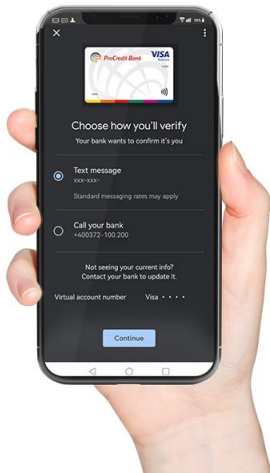 ProCredit Bank
VISA
Choose how you'll verify
Your bank wants to confirm it's you
Text message
xxx-xxx-
Standard messaging rates may apply
Call your bank
+400372-100.200
Not seeing your current info?
Contact your bank to update it.
Virtual account number
Visa • • • •
Continue